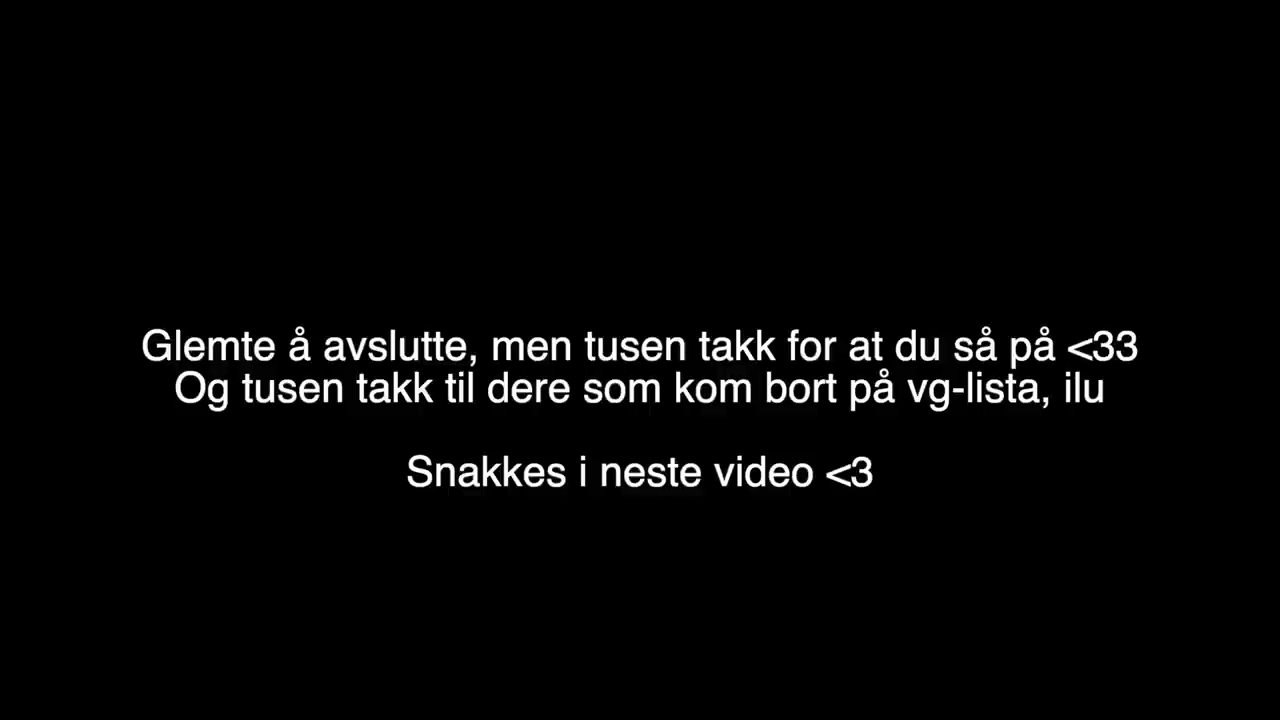 Glemte å avslutte, men tusen takk for at du så på <33
Og tusen takk til dere som kom bort på vg-lista, ilu
Snakkes i neste video <3